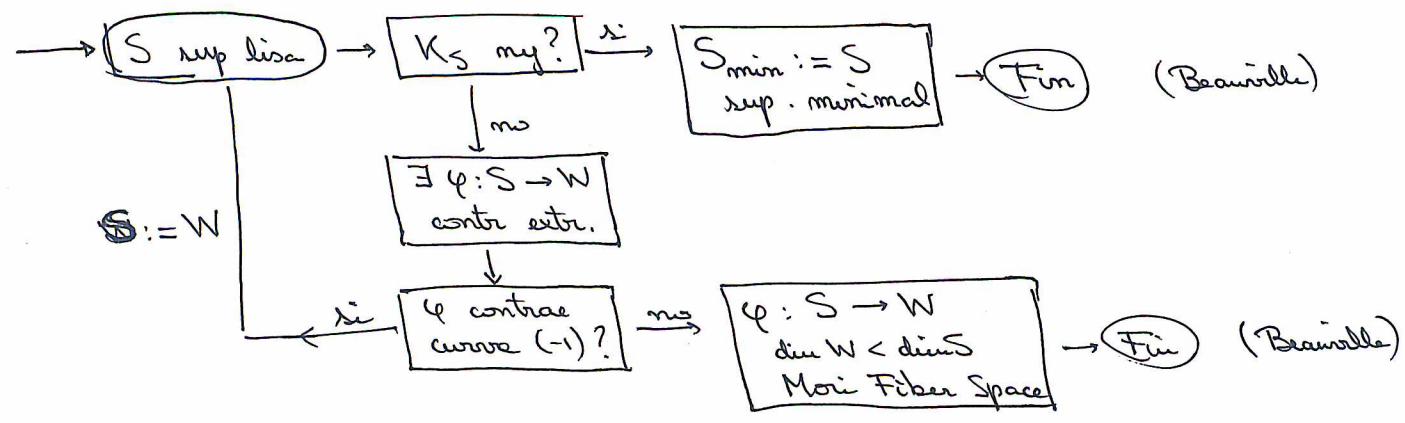 S sup lisa
K_S nef?
si
S_min := S
sup. minimal
Fin
(Beauville)
no
∃ φ: S → W
contr extr.
S := W
φ contrae
curva (-1)?
si
no
φ: S → W
dim W < dim S
Mori Fiber Space
Fin
(Beauville)